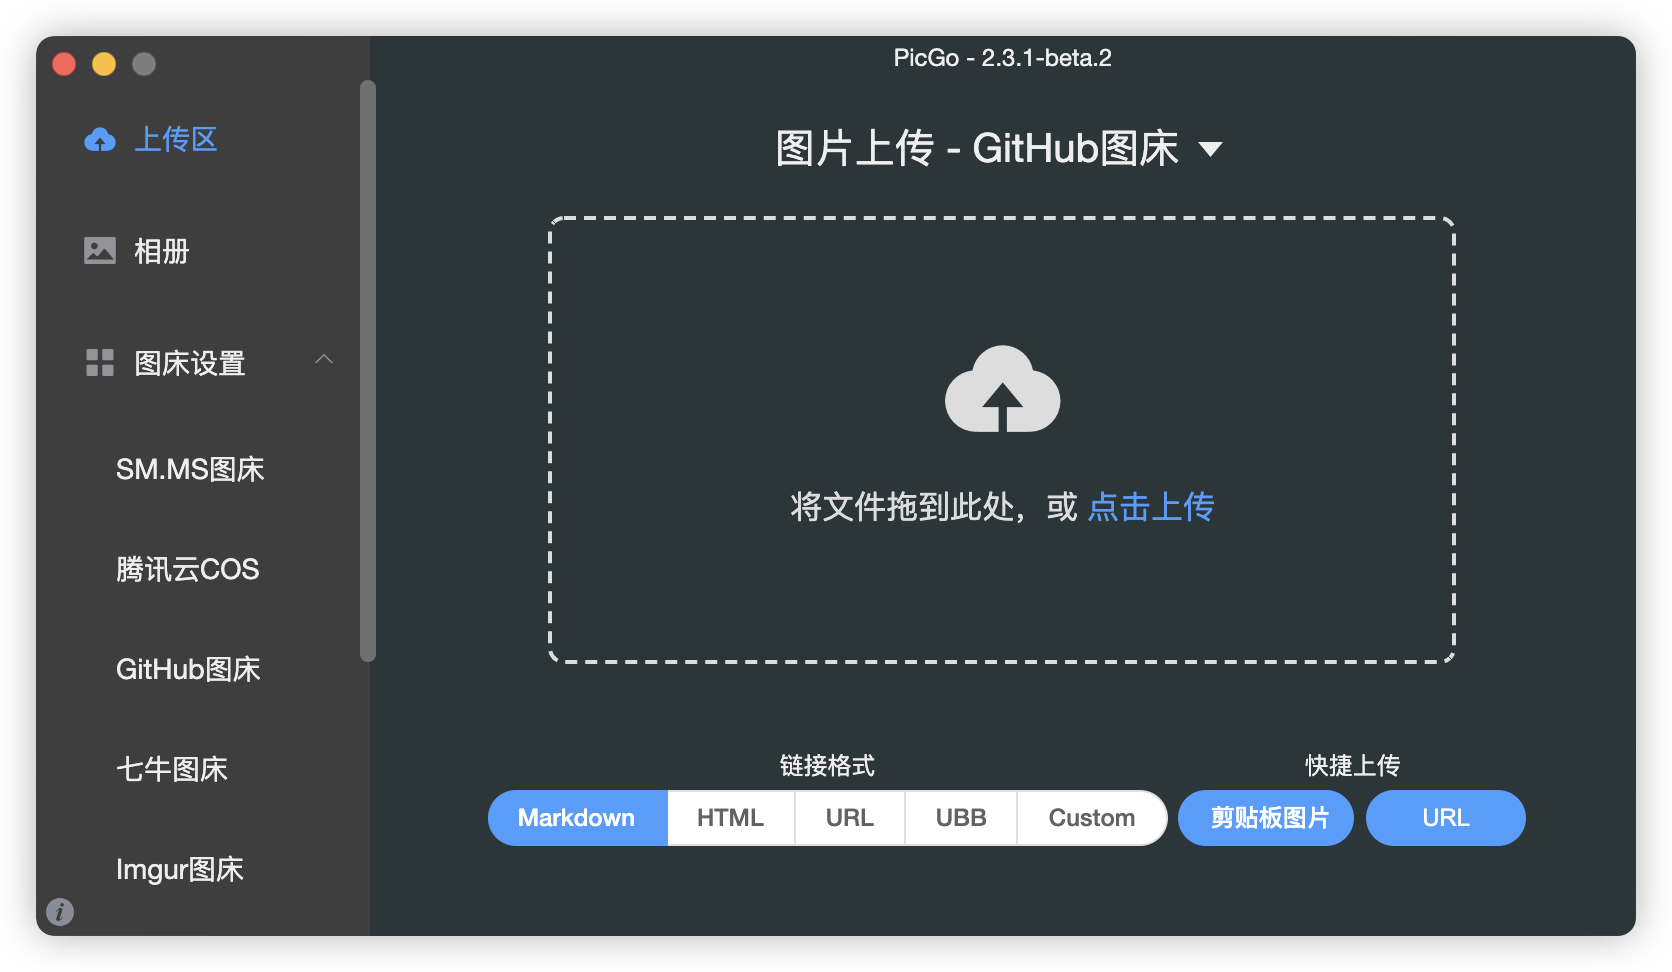 PicGo - 2.3.1-beta.2
上传区
相册
图床设置
SM.MS图床
腾讯云COS
GitHub图床
七牛图床
Imgur图床
i
图片上传 - GitHub图床
将文件拖到此处，或 点击上传
链接格式
Markdown HTML URL UBB Custom
快捷上传
剪贴板图片 URL